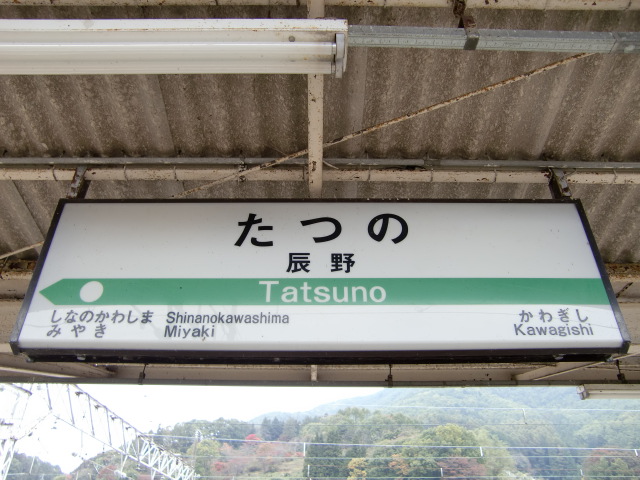 たつの
辰野
Tatsuno
しなのかわしま Shinanokawashima
みやき Miyaki
かわぎし
Kawagishi